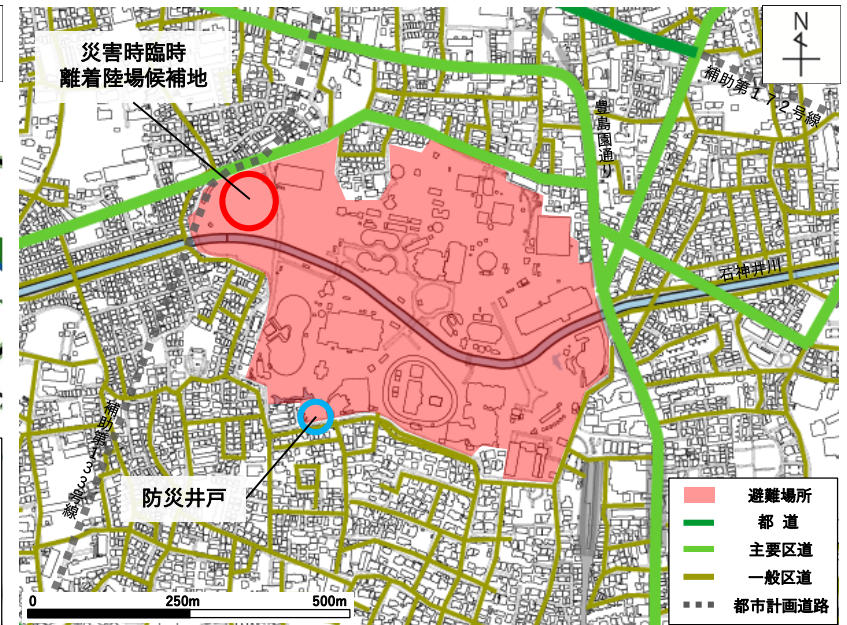 災害時臨時
離着陸場候補地
N
補助第172号線
豊島園通り
石神井川
補助第133号線
防災井戸
避難場所
都 道
主要区道
一般区道
都市計画道路
0 250m 500m